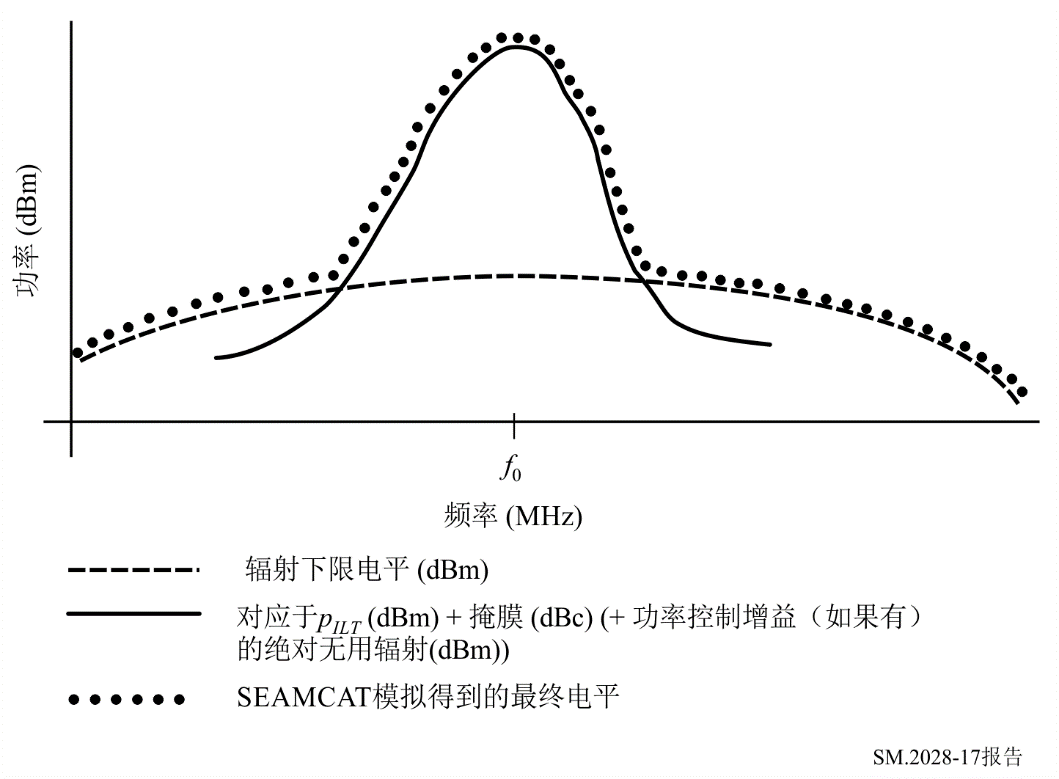 功率 (dBm)
f0
频率 (MHz)
辐射下限电平 (dBm)
对应于pILT (dBm) + 掩膜 (dBc) (+ 功率控制增益（如果有）
的绝对无用辐射(dBm))
SEAMCAT模拟得到的最终电平
SM.2028-17报告